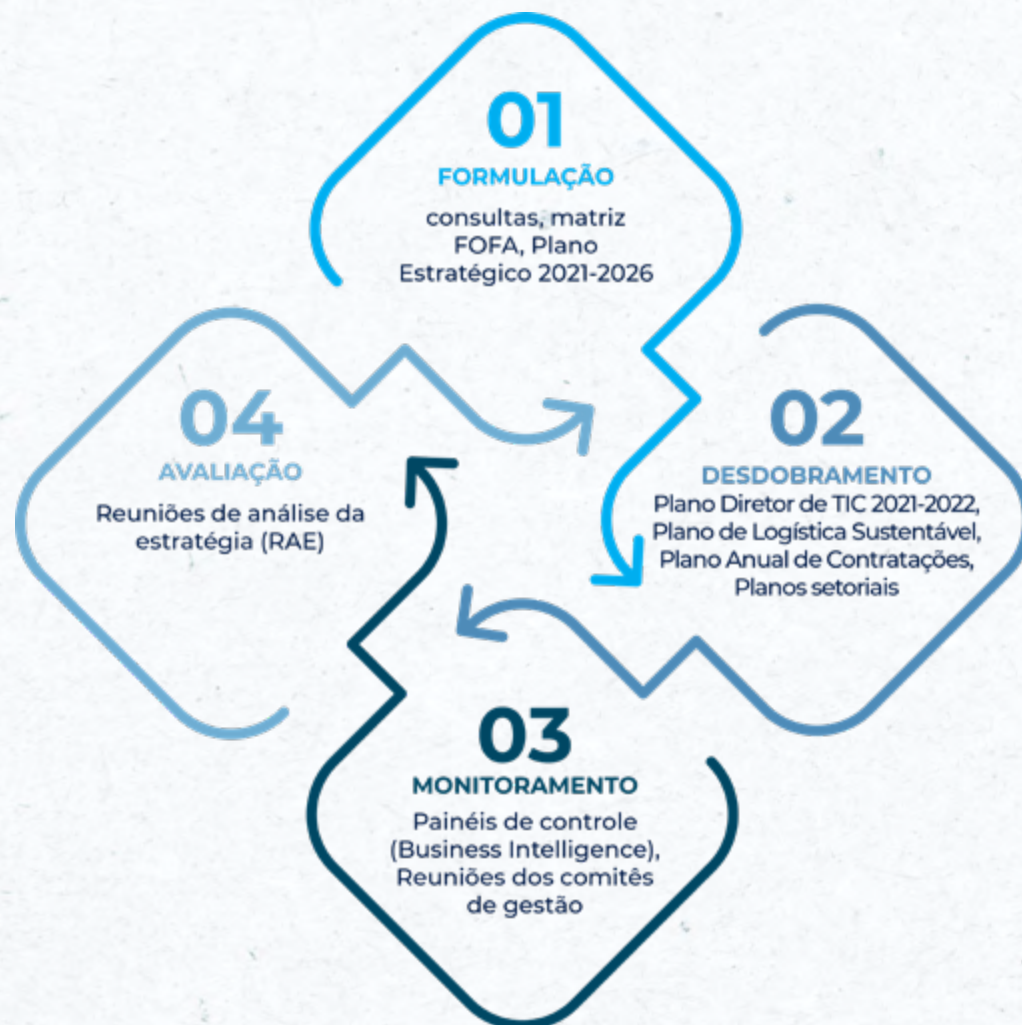 01
FORMULAÇÃO
consultas, matriz
FOFA, Plano
Estratégico 2021-2026
02
DESDOBRAMENTO
Plano Diretor de TIC 2021-2022,
Plano de Logística Sustentável,
Plano Anual de Contratações,
Planos setoriais
03
MONITORAMENTO
Painéis de controle
(Business Intelligence),
Reuniões dos comitês
de gestão
04
AVALIAÇÃO
Reuniões de análise da
estratégia (RAE)